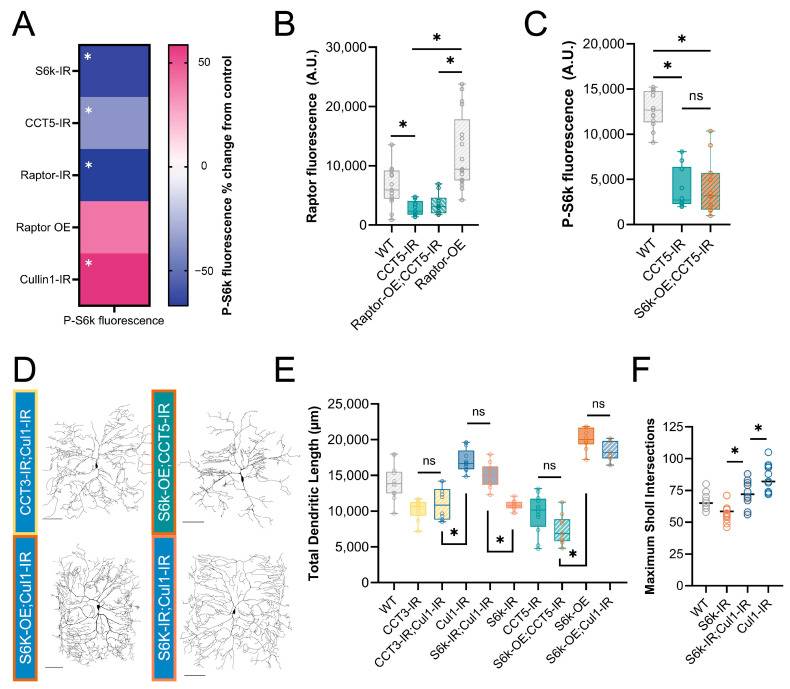 A
S6k-IR
CCT5-IR
Raptor-IR
Raptor OE
Cullin1-IR
*
*
*
*
P-S6k fluorescence
50
0
−50
P-S6k fluorescence % change from control
B
Raptor fluorescence (A.U.)
30,000
20,000
10,000
0
*
*
*
WT
CCT5-IR
Raptor-OE;CCT5-IR
Raptor-OE
C
P-S6k fluorescence (A.U.)
20,000
15,000
10,000
5,000
0
*
*
ns
WT
CCT5-IR
S6k-OE;CCT5-IR
D
CCT3-IR;Cul1-IR
S6k-OE;CCT5-IR
S6K-OE;Cul1-IR
S6K-IR;Cul1-IR
E
Total Dendritic Length (μm)
25,000
20,000
15,000
10,000
5,000
0
ns
*
ns
*
ns
*
ns
WT
CCT3-IR
CCT3-IR;Cul1-IR
Cul1-IR
S6k-IR;Cul1-IR
S6k-IR
CCT5-IR
S6k-OE;CCT5-IR
S6k-OE
S6k-OE;Cul1-IR
F
Maximum Sholl Intersections
125
100
75
50
25
0
*
*
WT
S6k-IR
S6k-IR;Cul1-IR
Cul1-IR